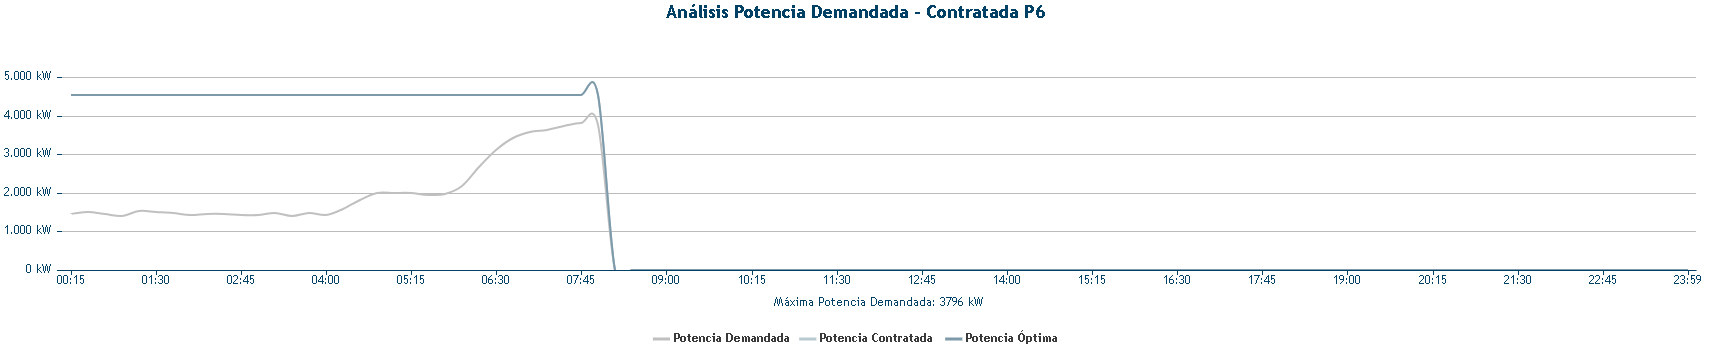 Análisis Potencia Demandada - Contratada P6
5.000 kW
4.000 kW
3.000 kW
2.000 kW
1.000 kW
0 kW
00:15 01:30 02:45 04:00 05:15 06:30 07:45 09:00 10:15 11:30 12:45 14:00 15:15 16:30 17:45 19:00 20:15 21:30 22:45 23:59
Máxima Potencia Demandada: 3796 kW
Potencia Demandada Potencia Contratada Potencia Óptima